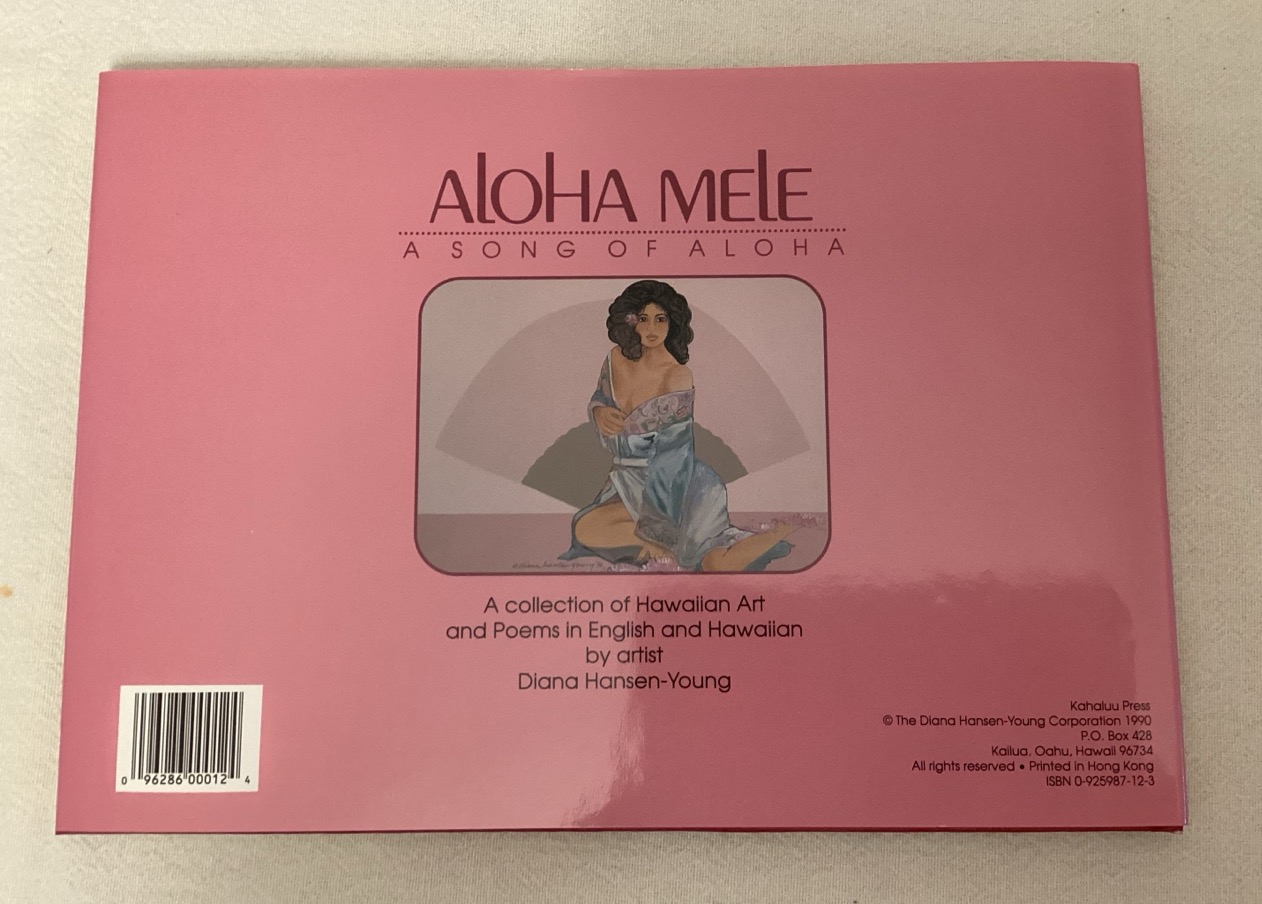 ALOHA MELE
A SONG OF ALOHA
A collection of Hawaiian Art
and Poems in English and Hawaiian
by artist
Diana Hansen-Young
Kahaluu Press
© The Diana Hansen-Young Corporation 1990
P.O. Box 428
Kailua, Oahu, Hawaii 96734
All rights reserved • Printed in Hong Kong
ISBN 0-925987-12-3
0 96286 00012 4